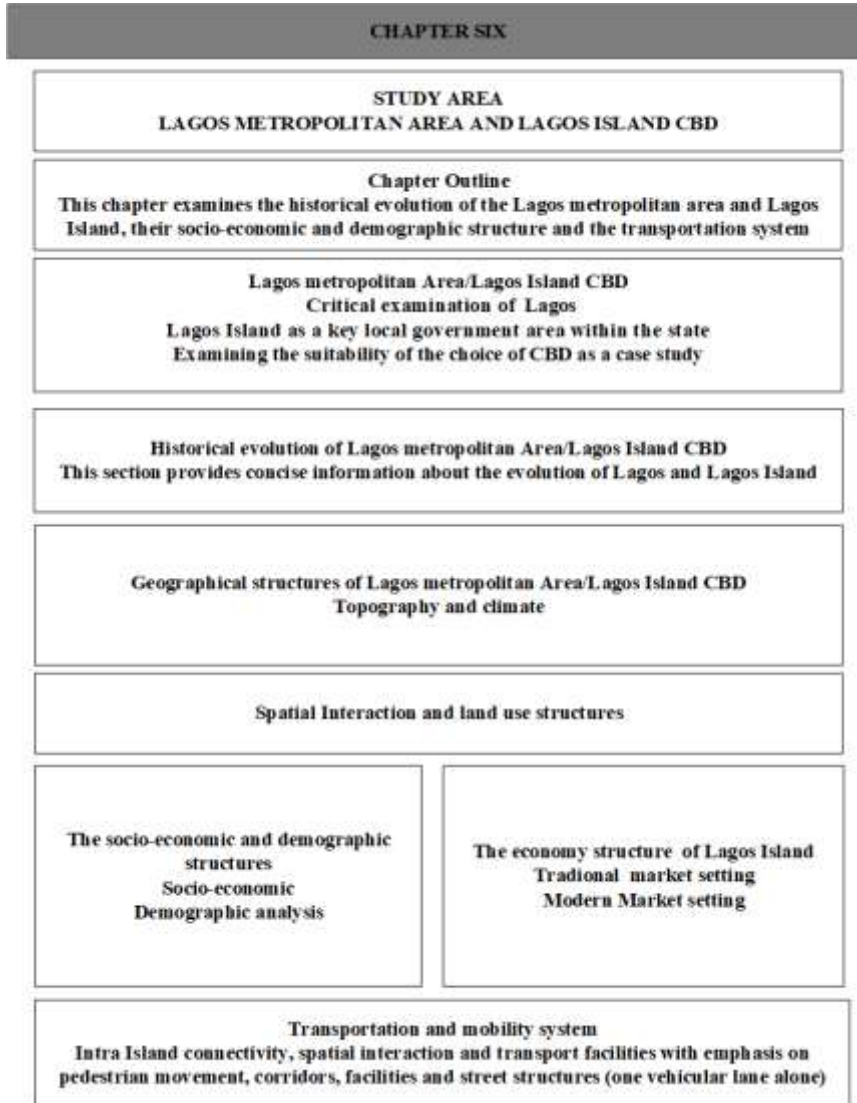 CHAPTER SIX
STUDY AREA
LAGOS METROPOLITAN AREA AND LAGOS ISLAND CBD
Chapter Outline
This chapter examines the historical evolution of the Lagos metropolitan area and Lagos
Island, their socio-economic and demographic structure and the transportation system
Lagos metropolitan Area/Lagos Island CBD
Critical examination of Lagos
Lagos Island as a key local government area within the state
Examining the suitability of the choice of CBD as a case study
Historical evolution of Lagos metropolitan Area/Lagos Island CBD
This section provides concise information about the evolution of Lagos and Lagos Island
Geographical structures of Lagos metropolitan Area/Lagos Island CBD
Topography and climate
Spatial Interaction and land use structures
The socio-economic and demographic
structures
Socio-economic
Demographic analysis
The economy structure of Lagos Island
Tradional market setting
Modern Market setting
Transportation and mobility system
Intra Island connectivity, spatial interaction and transport facilities with emphasis on
pedestrian movement, corridors, facilities and street structures (one vehicular lane alone)